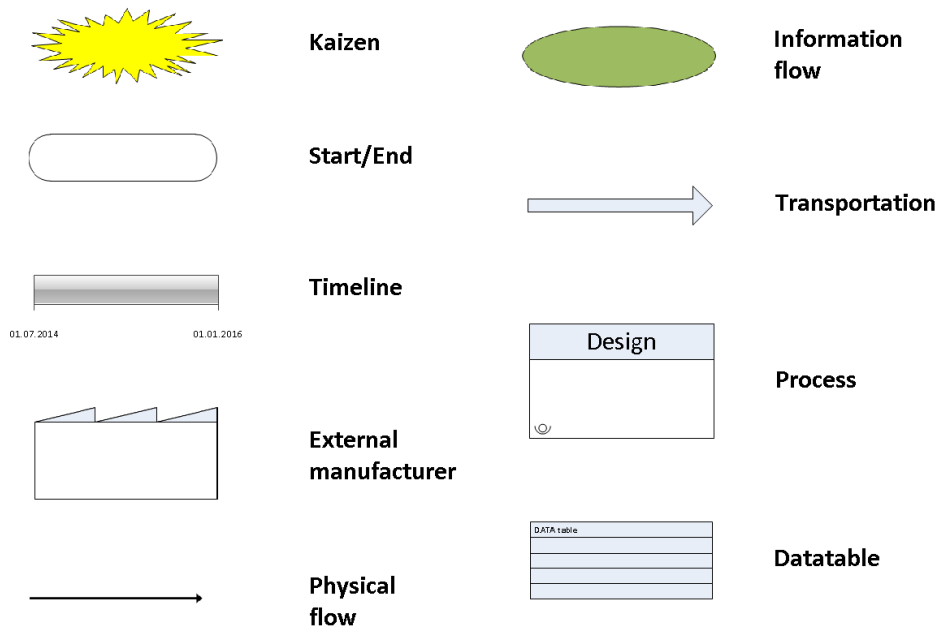 Kaizen
Information
flow
Start/End
Transportation
Timeline
01.07.2014
01.01.2016
Design
Process
External
manufacturer
DATA table
Datatable
Physical
flow